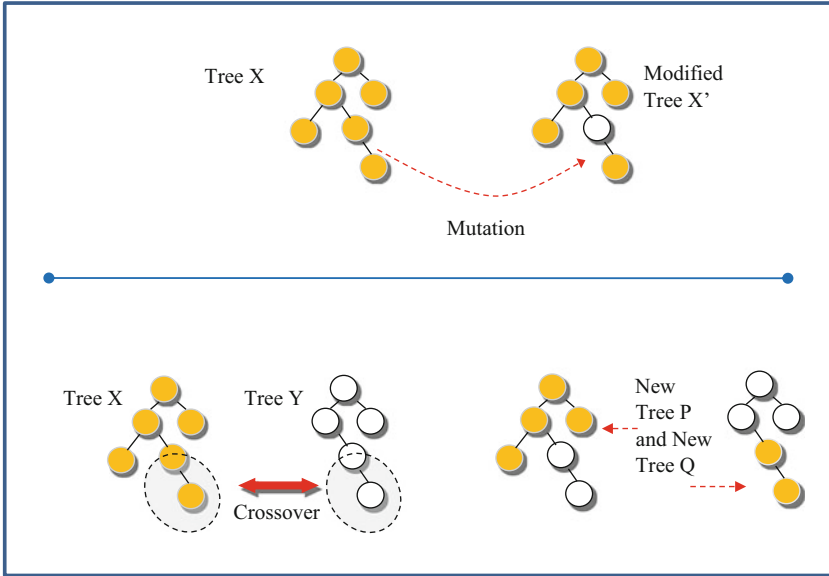 Tree X
Modified
Tree X’
Mutation
Tree X
Tree Y
Crossover
New
Tree P
and New
Tree Q